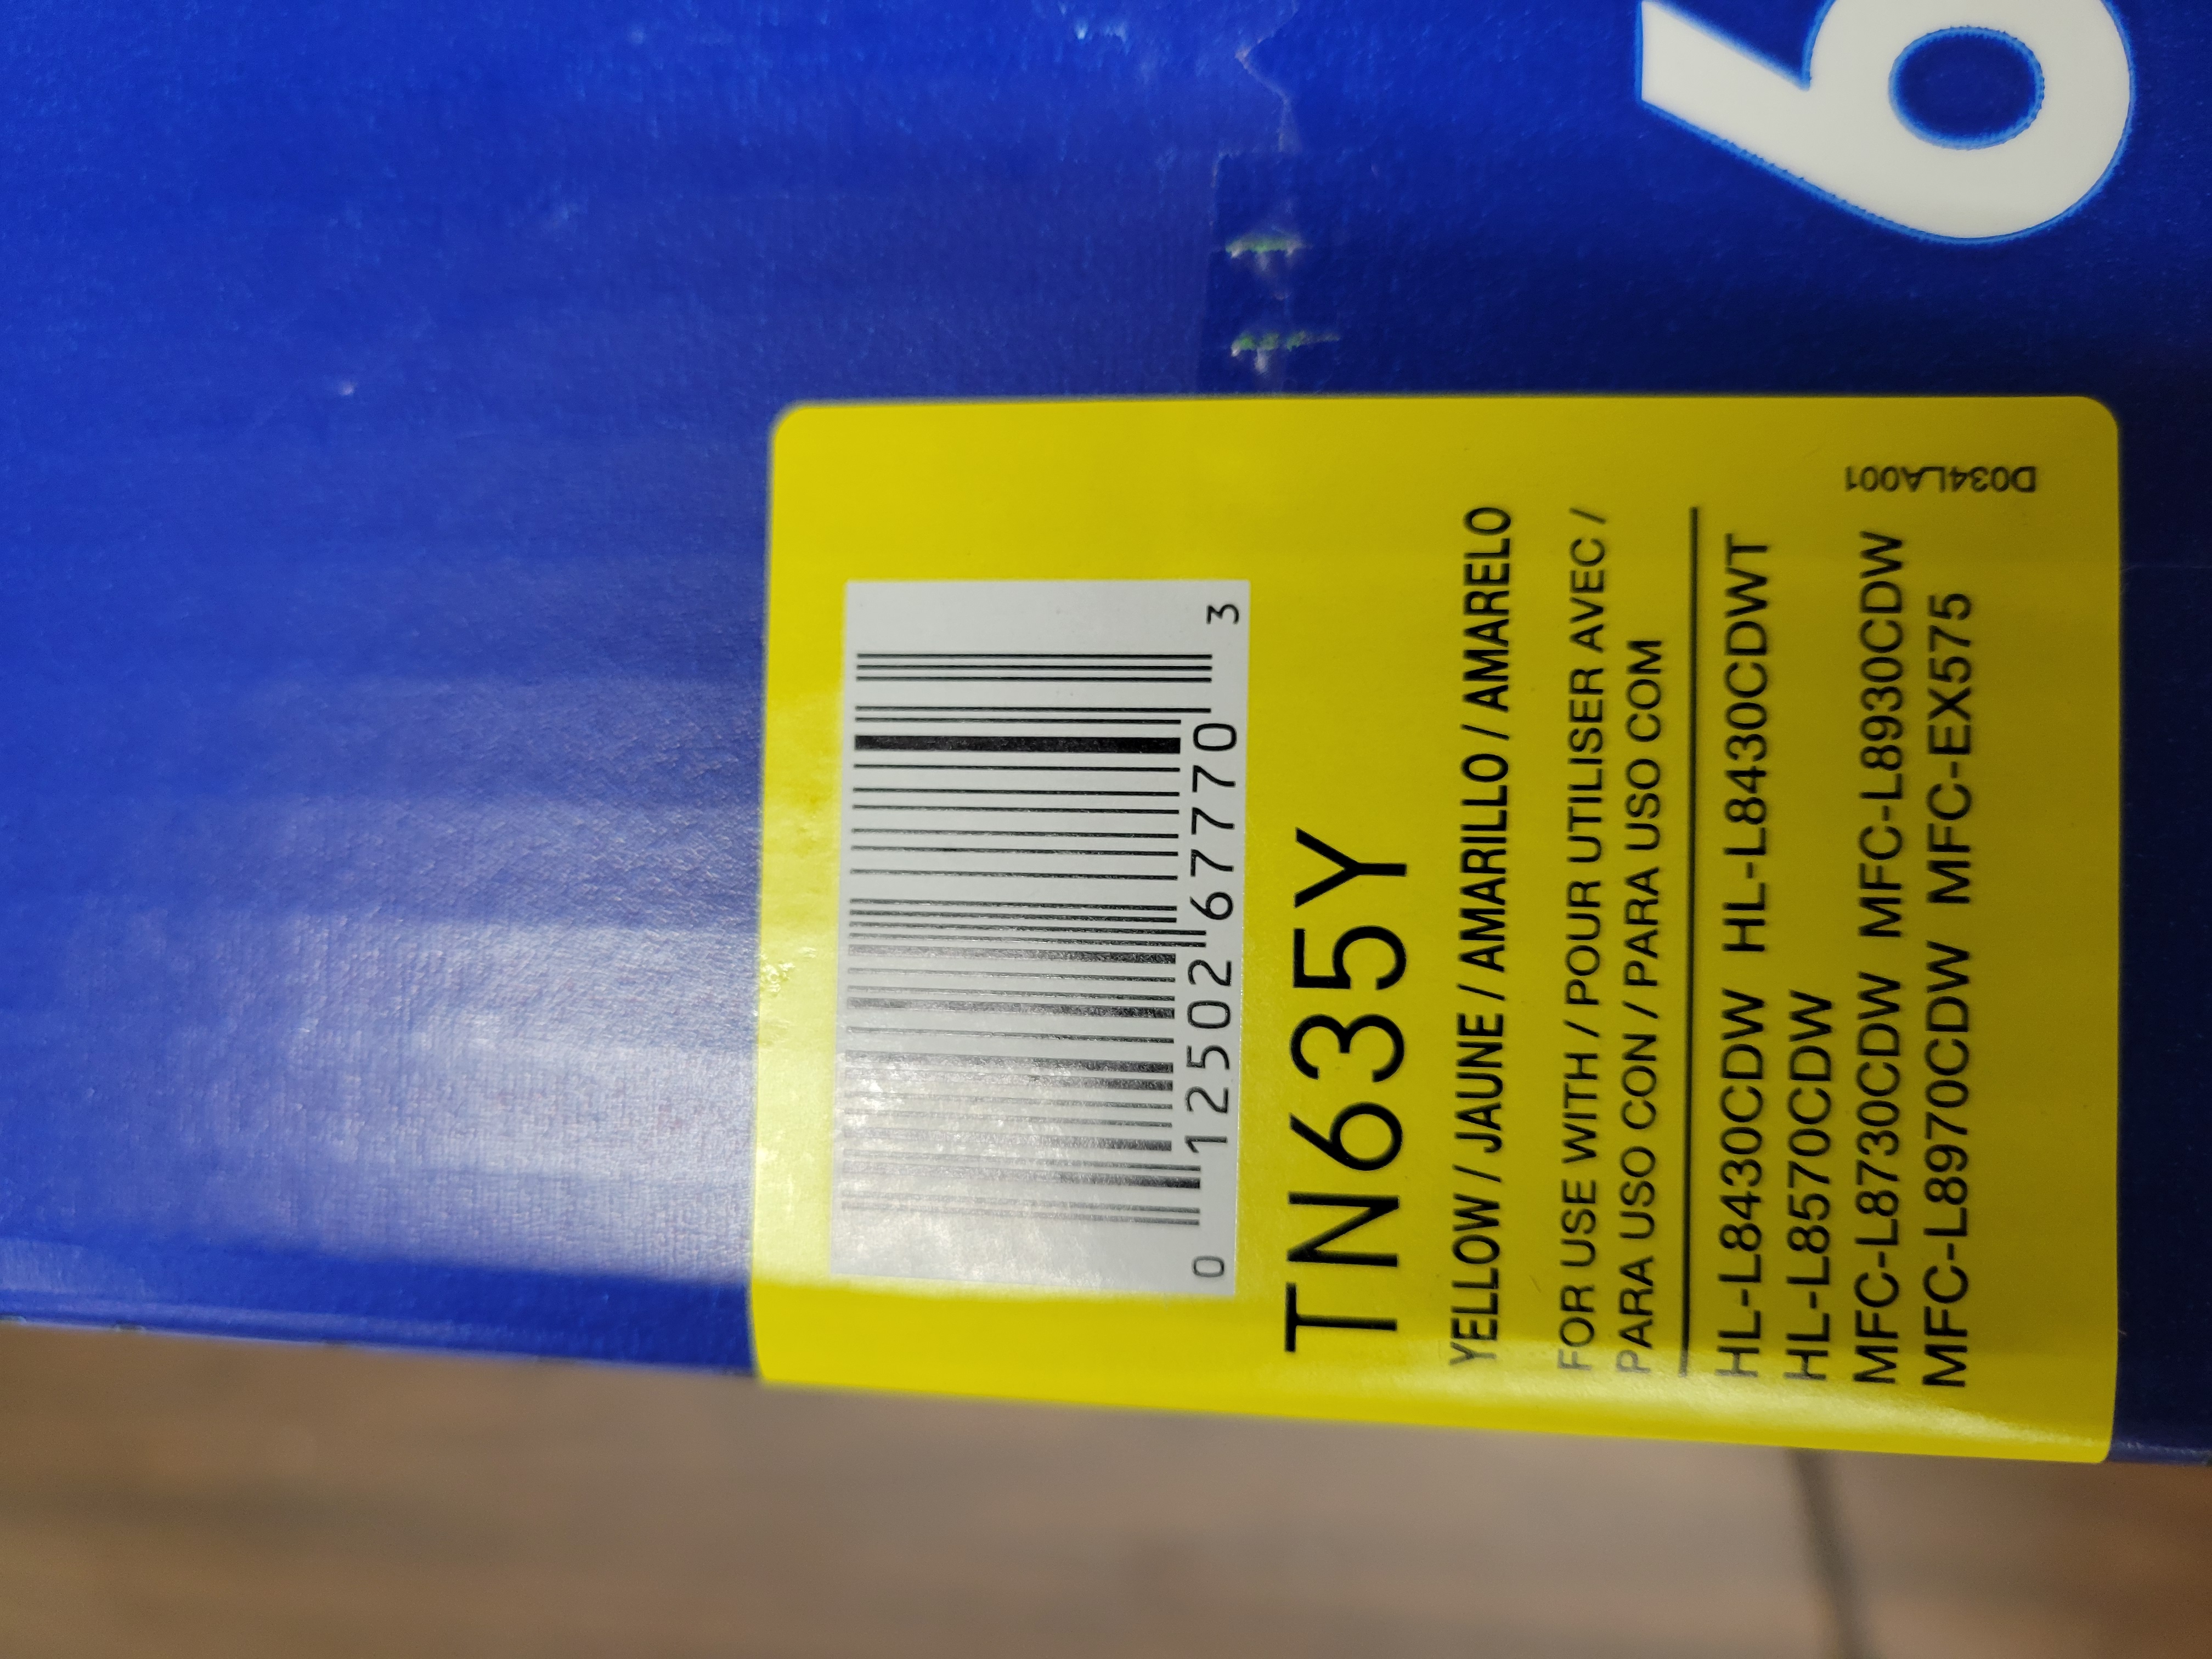 6
0 12502 67770 3
TN635Y
YELLOW / JAUNE / AMARILLO / AMARELO
FOR USE WITH / POUR UTILISER AVEC /
PARA USO CON / PARA USO COM
HL-L8430CDW HL-L8430CDWT
HL-L8570CDW
MFC-L8730CDW MFC-L8930CDW
MFC-L8970CDW MFC-EX575
D034LA001